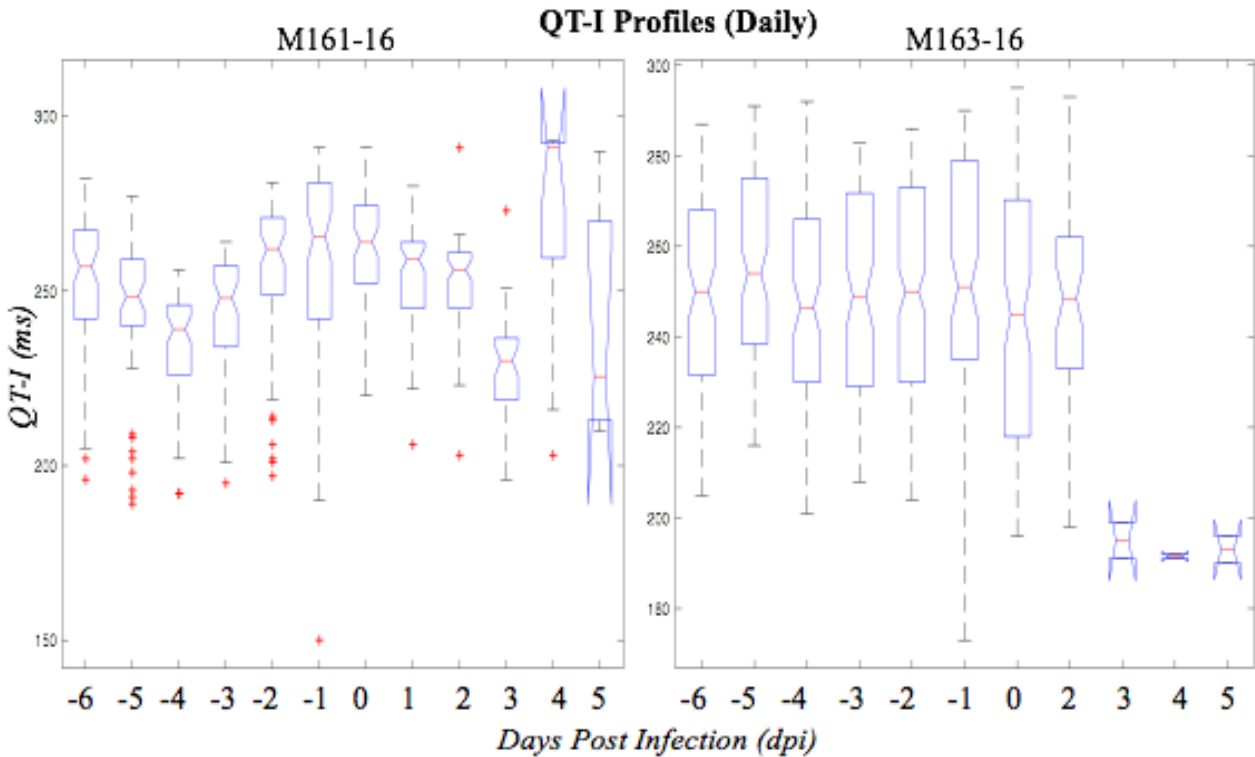 QT-I Profiles (Daily)
M161-16
M163-16
QT-I (ms)
300
250
200
150
300
280
260
240
220
200
180
-6 -5 -4 -3 -2 -1 0 1 2 3 4 5
-6 -5 -4 -3 -2 -1 0 2 3 4 5
Days Post Infection (dpi)